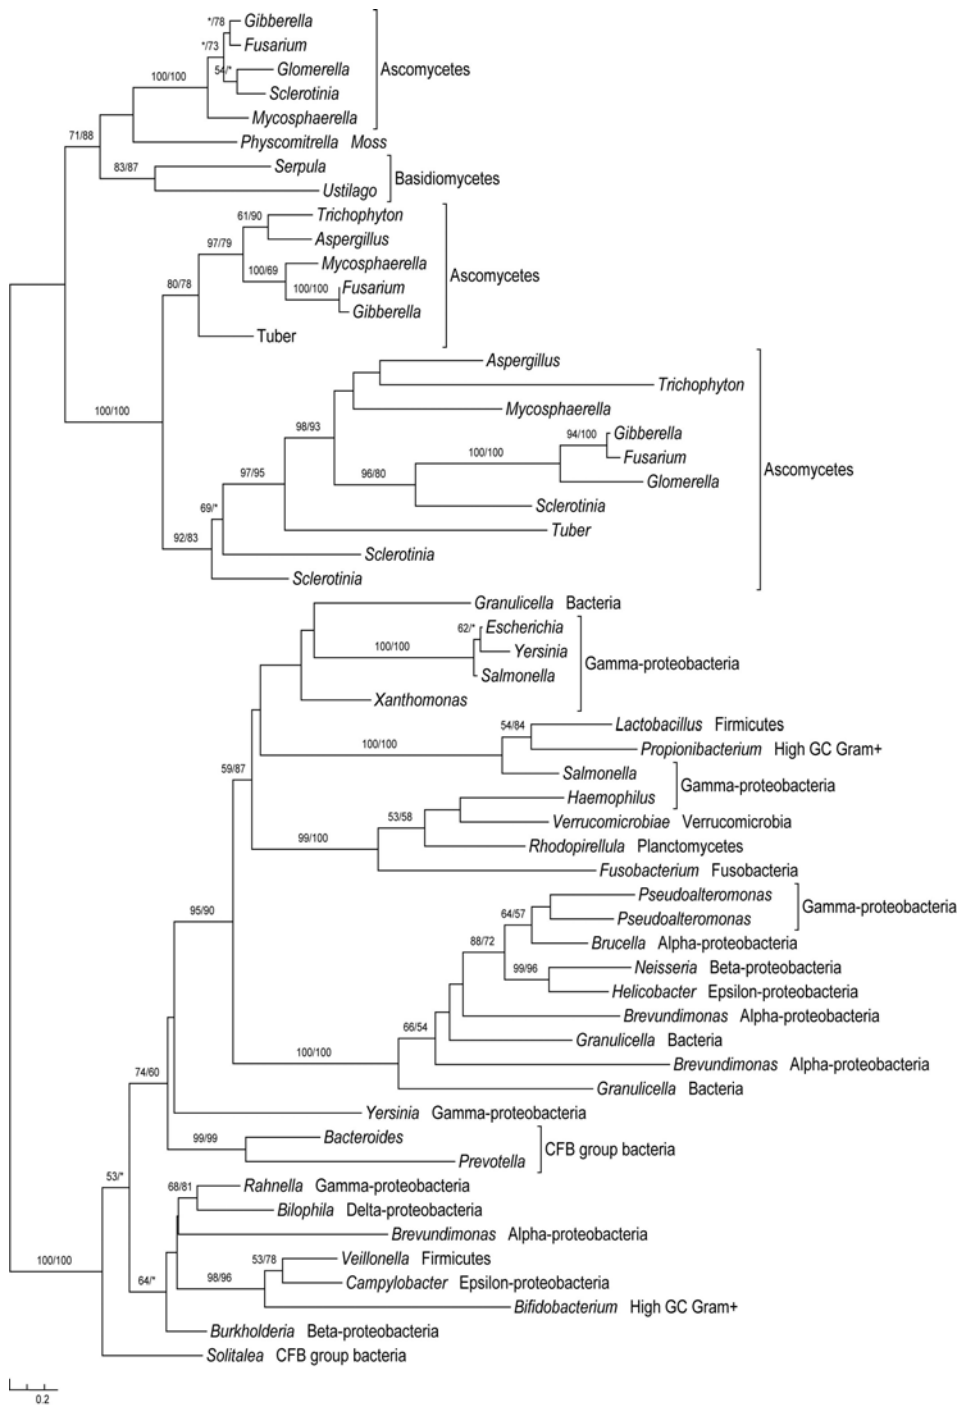 */78 Gibberella
*/73 Fusarium
54/* Glomerella Ascomycetes
100/100 Sclerotinia
Mycosphaerella
71/88 Physcomitrella Moss
83/87 Serpula
Basidiomycetes
Ustilago
61/90 Trichophyton
97/79 Aspergillus
100/69 Mycosphaerella Ascomycetes
80/78 100/100 Fusarium
Gibberella
Tuber
Aspergillus
Trichophyton
100/100 Mycosphaerella
98/93 94/100 Gibberella
100/100 Fusarium
97/95 96/80 Glomerella Ascomycetes
69/* Sclerotinia
92/83 Tuber
Sclerotinia
Sclerotinia
Granulicella Bacteria
62/* Escherichia
100/100 Yersinia Gamma-proteobacteria
Salmonella
Xanthomonas
54/84 Lactobacillus Firmicutes
100/100 Propionibacterium High GC Gram+
59/87 Salmonella Gamma-proteobacteria
Haemophilus
53/58 Verrucomicrobiae Verrucomicrobia
99/100 Rhodopirellula Planctomycetes
Fusobacterium Fusobacteria
Pseudoalteromonas Gamma-proteobacteria
95/90 64/57 Pseudoalteromonas
88/72 Brucella Alpha-proteobacteria
99/96 Neisseria Beta-proteobacteria
Helicobacter Epsilon-proteobacteria
66/54 Brevundimonas Alpha-proteobacteria
Granulicella Bacteria
100/100 Brevundimonas Alpha-proteobacteria
74/60 Granulicella Bacteria
Yersinia Gamma-proteobacteria
99/99 Bacteroides CFB group bacteria
Prevotella
53/* 68/81 Rahnella Gamma-proteobacteria
Bilophila Delta-proteobacteria
Brevundimonas Alpha-proteobacteria
100/100 53/78 Veillonella Firmicutes
64/* 98/96 Campylobacter Epsilon-proteobacteria
Bifidobacterium High GC Gram+
Burkholderia Beta-proteobacteria
Solitalea CFB group bacteria
0.2